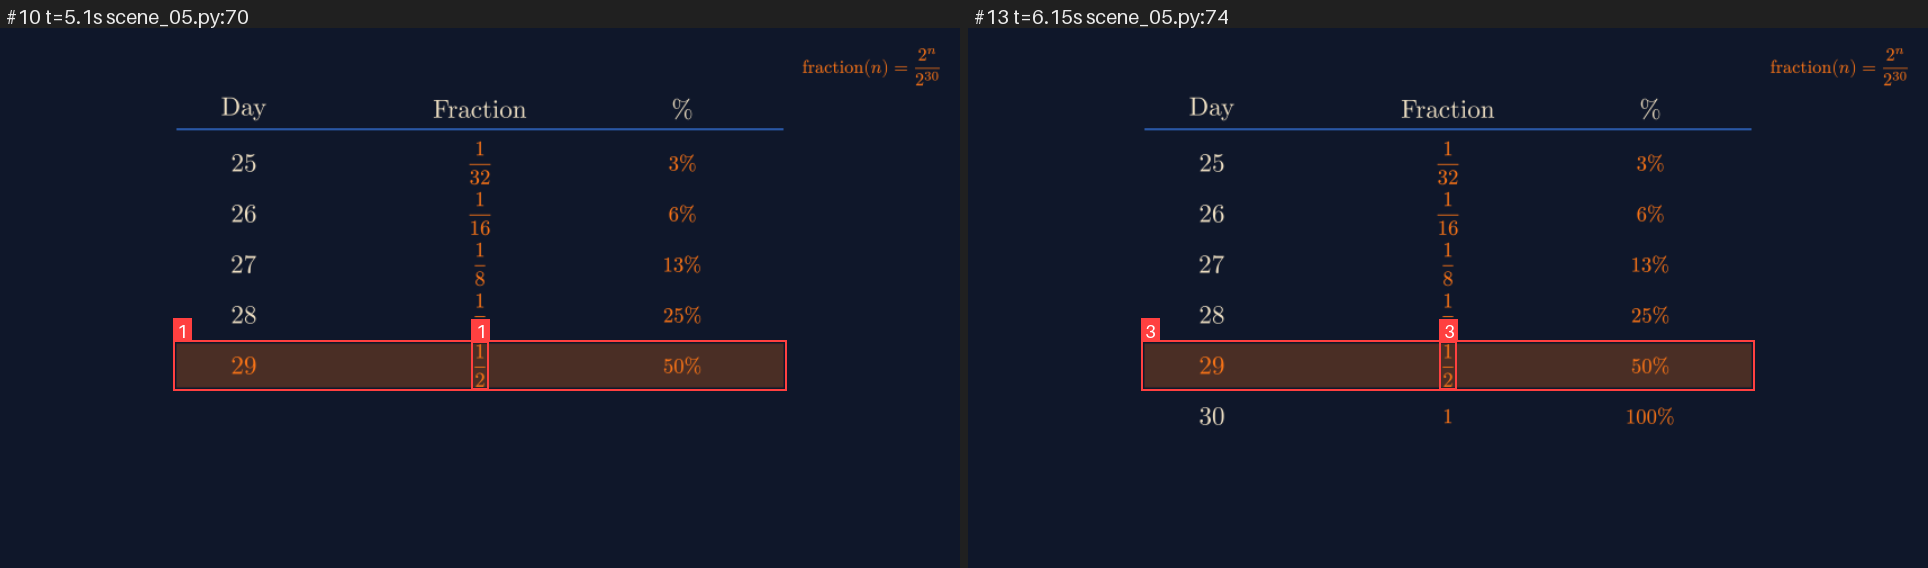 #10 t=5.1s scene_05.py:70
fraction(n) = 2^n/2^30
Day Fraction %
25 1/32 3%
26 1/16 6%
27 1/8 13%
28 1 25%
1 1
29 1/2 50%
#13 t=6.15s scene_05.py:74
fraction(n) = 2^n/2^30
Day Fraction %
25 1/32 3%
26 1/16 6%
27 1/8 13%
28 1 25%
3 3
29 1/2 50%
30 1 100%